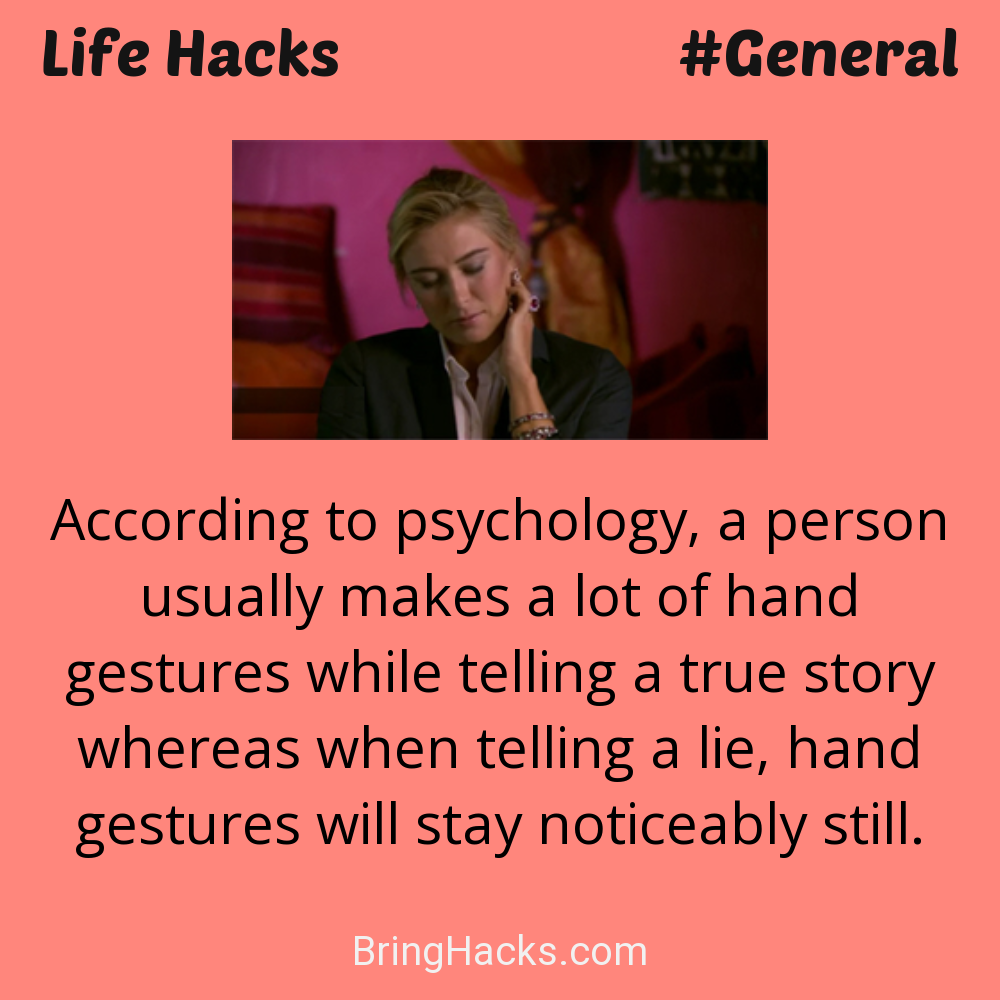 Life Hacks #General
According to psychology, a person
usually makes a lot of hand
gestures while telling a true story
whereas when telling a lie, hand
gestures will stay noticeably still.
BringHacks.com